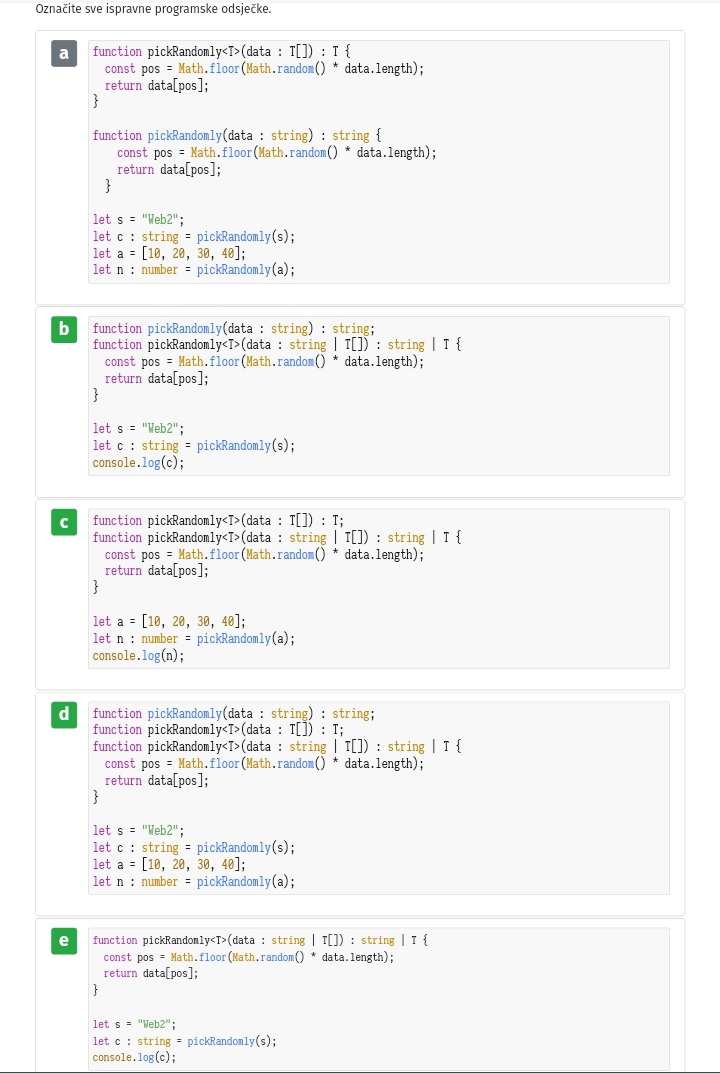 Označite sve ispravne programske odsječke.
a
function pickRandomly<T>(data : T[]) : T {
const pos = Math.floor(Math.random() * data.length);
return data[pos];
}
function pickRandomly(data : string) : string {
const pos = Math.floor(Math.random() * data.length);
return data[pos];
}
let s = "Web2";
let c : string = pickRandomly(s);
let a = [10, 20, 30, 40];
let n : number = pickRandomly(a);
b
function pickRandomly(data : string) : string;
function pickRandomly<T>(data : string | T[]) : string | T {
const pos = Math.floor(Math.random() * data.length);
return data[pos];
}
let s = "Web2";
let c : string = pickRandomly(s);
console.log(c);
c
function pickRandomly<T>(data : T[]) : T;
function pickRandomly<T>(data : string | T[]) : string | T {
const pos = Math.floor(Math.random() * data.length);
return data[pos];
}
let a = [10, 20, 30, 40];
let n : number = pickRandomly(a);
console.log(n);
d
function pickRandomly(data : string) : string;
function pickRandomly<T>(data : T[]) : T;
function pickRandomly<T>(data : string | T[]) : string | T {
const pos = Math.floor(Math.random() * data.length);
return data[pos];
}
let s = "Web2";
let c : string = pickRandomly(s);
let a = [10, 20, 30, 40];
let n : number = pickRandomly(a);
e
function pickRandomly<T>(data : string | T[]) : string | T {
const pos = Math.floor(Math.random() * data.length);
return data[pos];
}
let s = "Web2";
let c : string = pickRandomly(s);
console.log(c);